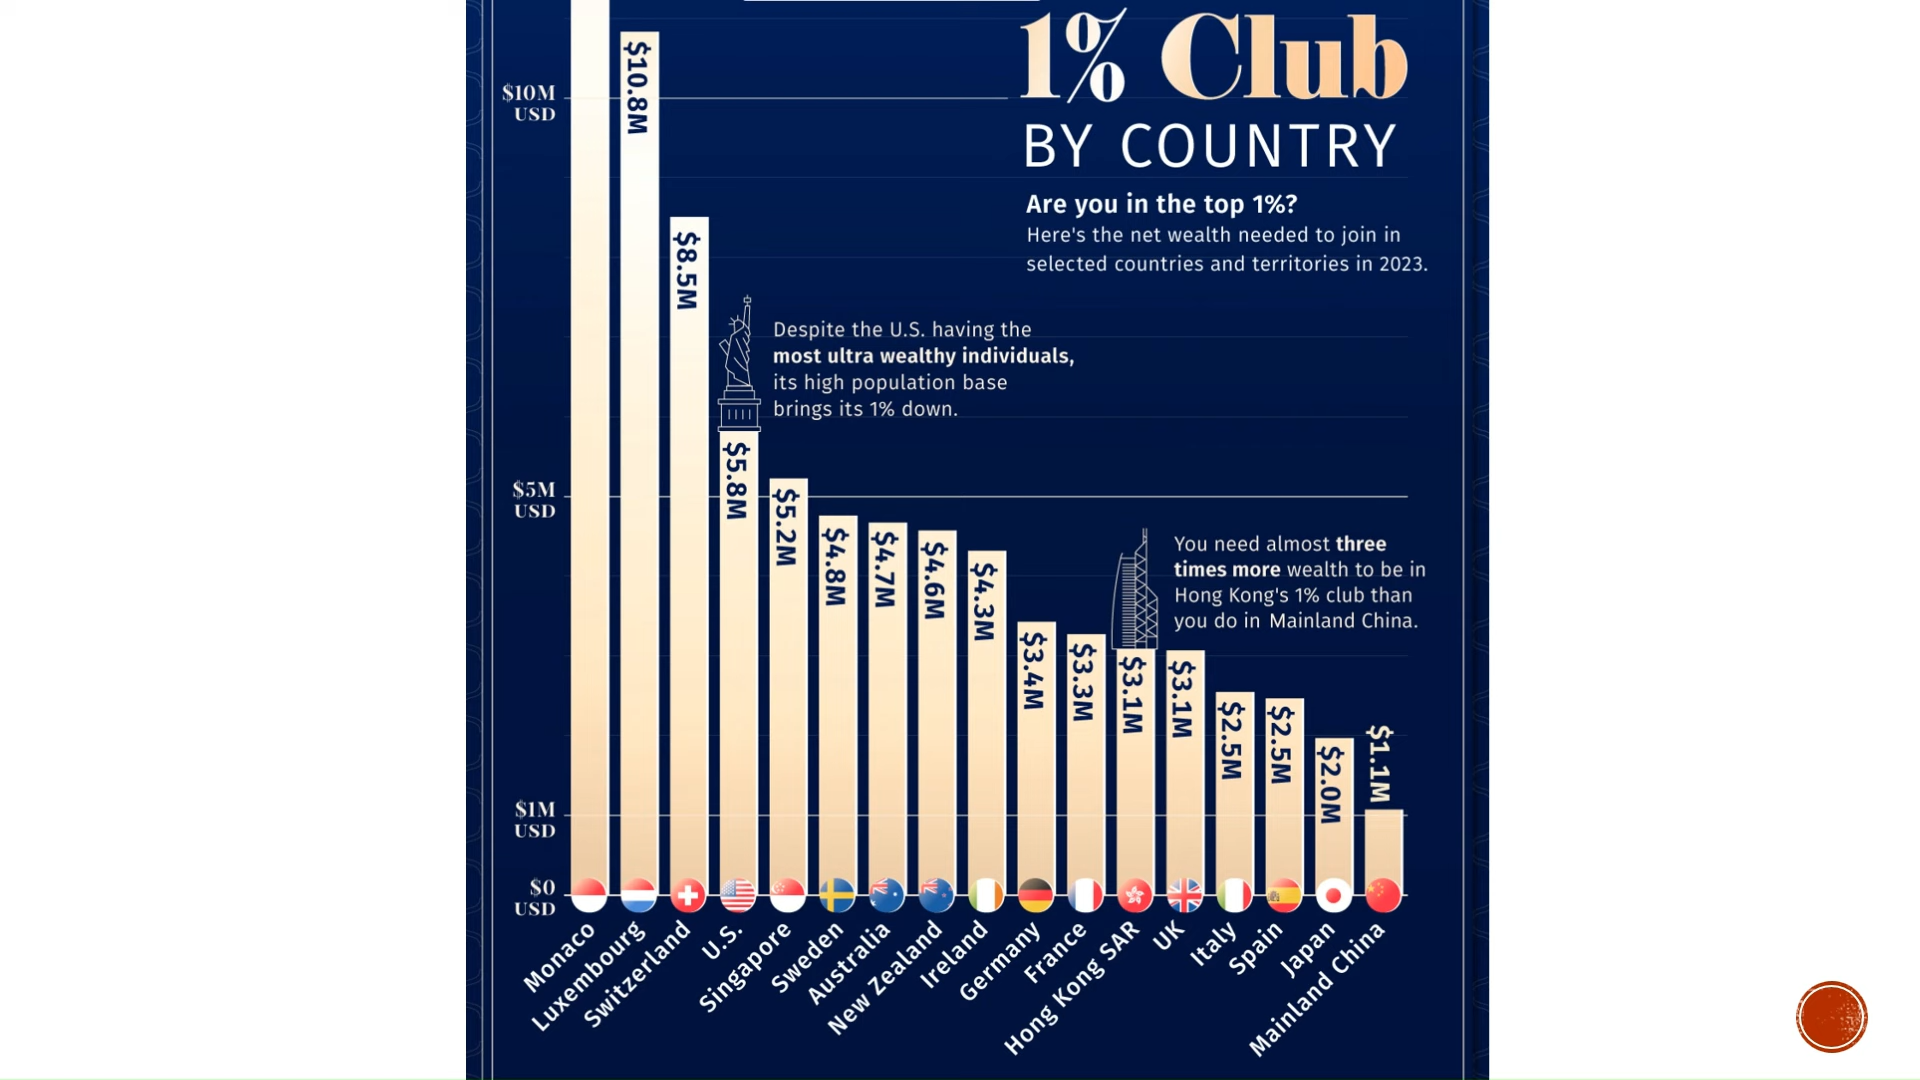 1% Club
BY COUNTRY
Are you in the top 1%?
Here's the net wealth needed to join in
selected countries and territories in 2023.
$10M
USD
$5M
USD
$1M
USD
$0
USD
Despite the U.S. having the
most ultra wealthy individuals,
its high population base
brings its 1% down.
You need almost three
times more wealth to be in
Hong Kong's 1% club than
you do in Mainland China.
$10.8M
$8.5M
$5.8M
$5.2M
$4.8M
$4.7M
$4.6M
$4.3M
$3.4M
$3.3M
$3.1M
$3.1M
$2.5M
$2.5M
$2.0M
$1.1M
Monaco
Luxembourg
Switzerland
U.S.
Singapore
Sweden
Australia
New Zealand
Ireland
Germany
France
Hong Kong SAR
UK
Italy
Spain
Japan
Mainland China